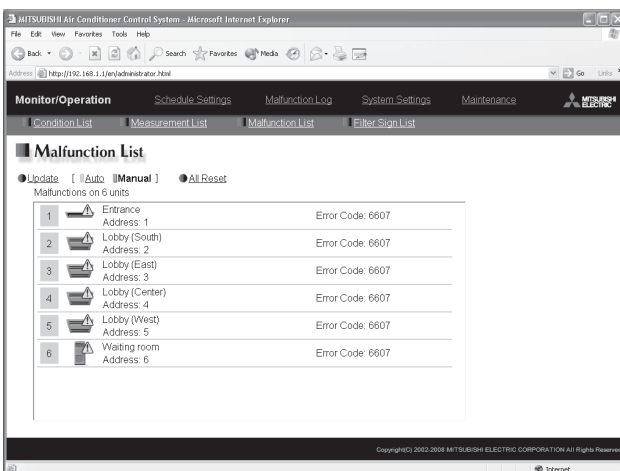 MITSUBISHI Air Conditioner Control System - Microsoft Internet Explorer
File Edit View Favorites Tools Help
Back Search Favorites Media
Address http://192.168.1.1/en/administrator.html Go Links
Monitor/Operation Schedule Settings Malfunction Log System Settings Maintenance MITSUBISHI ELECTRIC
Condition List Measurement List Malfunction List Filter Sign List
Malfunction List
Update [ Auto Manual ] All Reset
Malfunctions on 6 units
1 Entrance
Address: 1 Error Code: 6607
2 Lobby (South)
Address: 2 Error Code: 6607
3 Lobby (East)
Address: 3 Error Code: 6607
4 Lobby (Center)
Address: 4 Error Code: 6607
5 Lobby (West)
Address: 5 Error Code: 6607
6 Waiting room
Address: 6 Error Code: 6607
Copyright(C) 2002-2008 MITSUBISHI ELECTRIC CORPORATION All Rights Reserved
Internet